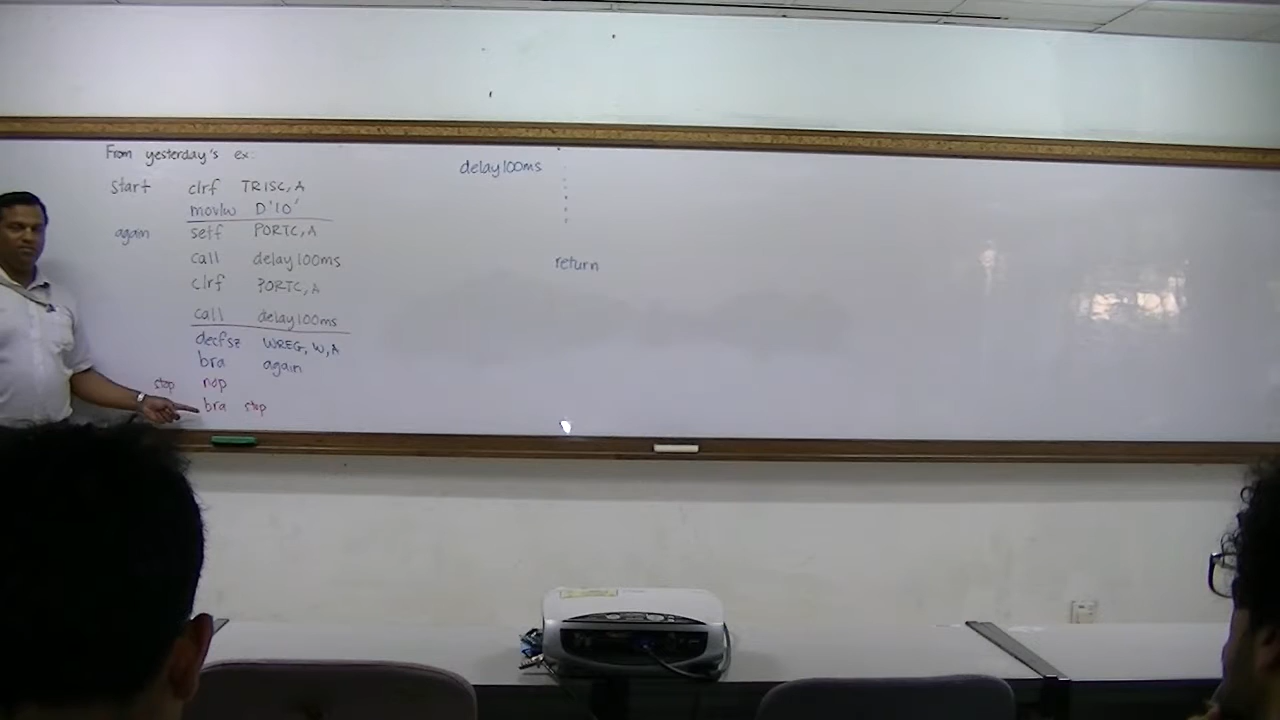 From yesterday's ex:
start clrf TRISC, A
movlw D'10'
again setf PORTC, A
call delay100ms
clrf PORTC, A
call delay100ms
decfsz WREG, W, A
bra again
stop nop
bra stop
delay100ms
return